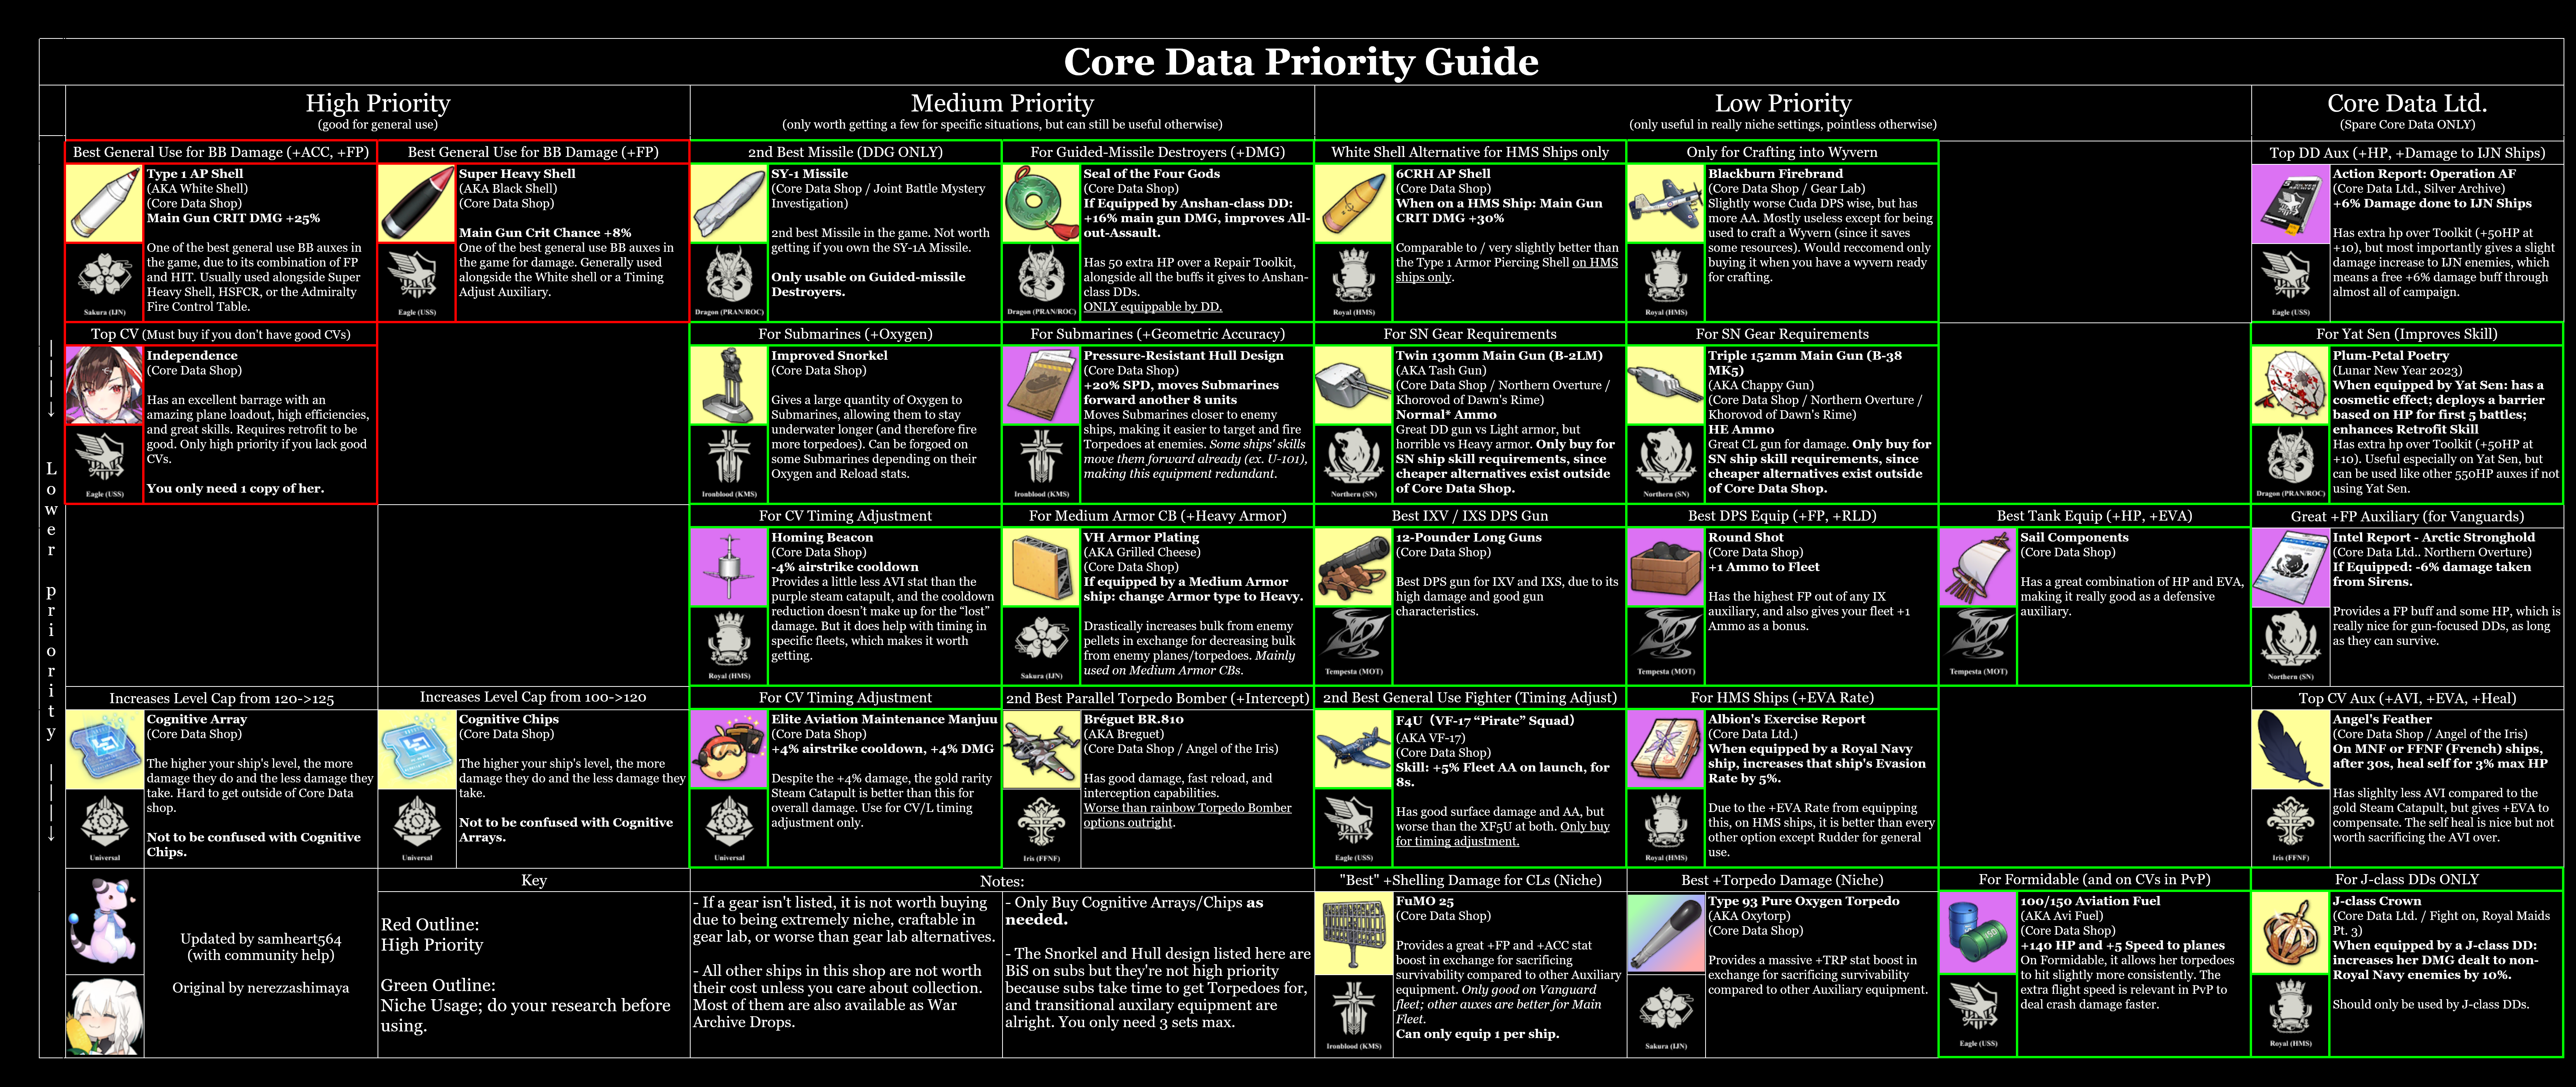 Core Data Priority Guide
High Priority
(good for general use)
Medium Priority
(only worth getting a few for specific situations, but can still be useful otherwise)
Low Priority
(only useful in really niche settings, pointless otherwise)
Core Data Ltd.
(Spare Core Data ONLY)
Lower priority
Best General Use for BB Damage (+ACC, +FP)
Type 1 AP Shell
(AKA White Shell)
(Core Data Shop)
Main Gun CRIT DMG +25%
One of the best general use BB auxes in
the game, due to its combination of FP
and HIT. Usually used alongside Super
Heavy Shell, HSFCR, or the Admiralty
Fire Control Table.
Sakura (IJN)
Best General Use for BB Damage (+FP)
Super Heavy Shell
(AKA Black Shell)
(Core Data Shop)
Main Gun Crit Chance +8%
One of the best general use BB auxes in
the game for damage. Generally used
alongside the White shell or a Timing
Adjust Auxiliary.
Eagle (USS)
2nd Best Missile (DDG ONLY)
SY-1 Missile
(Core Data Shop / Joint Battle Mystery
Investigation)
2nd best Missile in the game. Not worth
getting if you own the SY-1A Missile.
Only usable on Guided-missile
Destroyers.
Dragon (PRAN/ROC)
For Guided-Missile Destroyers (+DMG)
Seal of the Four Gods
(Core Data Shop)
If Equipped by Anshan-class DD:
+16% main gun DMG, improves All-
out-Assault.
Has 50 extra HP over a Repair Toolkit,
alongside all the buffs it gives to Anshan-
class DDs.
ONLY equippable by DD.
Dragon (PRAN/ROC)
White Shell Alternative for HMS Ships only
6CRH AP Shell
(Core Data Shop)
When on a HMS Ship: Main Gun
CRIT DMG +30%
Comparable to / very slightly better than
the Type 1 Armor Piercing Shell on HMS
ships only.
Royal (HMS)
Only for Crafting into Wyvern
Blackburn Firebrand
(Core Data Shop / Gear Lab)
Slightly worse Cuda DPS wise, but has
more AA. Mostly useless except for being
used to craft a Wyvern (since it saves
some resources). Would reccomend only
buying it when you have a wyvern ready
for crafting.
Royal (HMS)
Top DD Aux (+HP, +Damage to IJN Ships)
Action Report: Operation AF
(Core Data Ltd., Silver Archive)
+6% Damage done to IJN Ships
Has extra hp over Toolkit (+50HP at
+10), but most importantly gives a slight
damage increase to IJN enemies, which
means a free +6% damage buff through
almost all of campaign.
Eagle (USS)
Top CV (Must buy if you don't have good CVs)
Independence
(Core Data Shop)
Has an excellent barrage with an
amazing plane loadout, high efficiencies,
and great skills. Requires retrofit to be
good. Only high priority if you lack good
CVs.
You only need 1 copy of her.
Eagle (USS)
For Submarines (+Oxygen)
Improved Snorkel
(Core Data Shop)
Gives a large quantity of Oxygen to
Submarines, allowing them to stay
underwater longer (and therefore fire
more torpedoes). Can be forgoed on
some Submarines depending on their
Oxygen and Reload stats.
Ironblood (KMS)
For Submarines (+Geometric Accuracy)
Pressure-Resistant Hull Design
(Core Data Shop)
+20% SPD, moves Submarines
forward another 8 units
Moves Submarines closer to enemy
ships, making it easier to target and fire
Torpedoes at enemies. Some ships' skills
move them forward already (ex. U-101),
making this equipment redundant.
Ironblood (KMS)
For SN Gear Requirements
Twin 130mm Main Gun (B-2LM)
(AKA Tash Gun)
(Core Data Shop / Northern Overture /
Khorovod of Dawn's Rime)
Normal* Ammo
Great DD gun vs Light armor, but
horrible vs Heavy armor. Only buy for
SN ship skill requirements, since
cheaper alternatives exist outside
of Core Data Shop.
Northern (SN)
For SN Gear Requirements
Triple 152mm Main Gun (B-38
MK5)
(AKA Chappy Gun)
(Core Data Shop / Northern Overture /
Khorovod of Dawn's Rime)
HE Ammo
Great CL gun for damage. Only buy for
SN ship skill requirements, since
cheaper alternatives exist outside
of Core Data Shop.
Northern (SN)
For Yat Sen (Improves Skill)
Plum-Petal Poetry
(Lunar New Year 2023)
When equipped by Yat Sen: has a
cosmetic effect; deploys a barrier
based on HP for first 5 battles;
enhances Retrofit Skill
Has extra hp over Toolkit (+50HP at
+10). Useful especially on Yat Sen, but
can be used like other 550HP auxes if not
using Yat Sen.
Dragon (PRAN/ROC)
For CV Timing Adjustment
Homing Beacon
(Core Data Shop)
-4% airstrike cooldown
Provides a little less AVI stat than the
purple steam catapult, and the cooldown
reduction doesn't make up for the “lost”
damage. But it does help with timing in
specific fleets, which makes it worth
getting.
Royal (HMS)
For Medium Armor CB (+Heavy Armor)
VH Armor Plating
(AKA Grilled Cheese)
(Core Data Shop)
If equipped by a Medium Armor
ship: change Armor type to Heavy.
Drastically increases bulk from enemy
pellets in exchange for decreasing bulk
from enemy planes/torpedoes. Mainly
used on Medium Armor CBs.
Sakura (IJN)
Best IXV / IXS DPS Gun
12-Pounder Long Guns
(Core Data Shop)
Best DPS gun for IXV and IXS, due to its
high damage and good gun
characteristics.
Tempesta (MOT)
Best DPS Equip (+FP, +RLD)
Round Shot
(Core Data Shop)
+1 Ammo to Fleet
Has the highest FP out of any IX
auxiliary, and also gives your fleet +1
Ammo as a bonus.
Tempesta (MOT)
Best Tank Equip (+HP, +EVA)
Sail Components
(Core Data Shop)
Has a great combination of HP and EVA,
making it really good as a defensive
auxiliary.
Tempesta (MOT)
Great +FP Auxiliary (for Vanguards)
Intel Report - Arctic Stronghold
(Core Data Ltd.. Northern Overture)
If Equipped: -6% damage taken
from Sirens.
Provides a FP buff and some HP, which is
really nice for gun-focused DDs, as long
as they can survive.
Northern (SN)
Increases Level Cap from 120->125
Cognitive Array
(Core Data Shop)
The higher your ship's level, the more
damage they do and the less damage they
take. Hard to get outside of Core Data
shop.
Not to be confused with Cognitive
Chips.
Universal
Increases Level Cap from 100->120
Cognitive Chips
(Core Data Shop)
The higher your ship's level, the more
damage they do and the less damage they
take.
Not to be confused with Cognitive
Arrays.
Universal
For CV Timing Adjustment
Elite Aviation Maintenance Manjuu
(Core Data Shop)
+4% airstrike cooldown, +4% DMG
Despite the +4% damage, the gold rarity
Steam Catapult is better than this for
overall damage. Use for CV/L timing
adjustment only.
Universal
2nd Best Parallel Torpedo Bomber (+Intercept)
Bréguet BR.810
(AKA Breguet)
(Core Data Shop / Angel of the Iris)
Has good damage, fast reload, and
interception capabilities.
Worse than rainbow Torpedo Bomber
options outright.
Iris (FFNF)
2nd Best General Use Fighter (Timing Adjust)
F4U (VF-17 “Pirate” Squad)
(AKA VF-17)
(Core Data Shop)
Skill: +5% Fleet AA on launch, for
8s.
Has good surface damage and AA, but
worse than the XF5U at both. Only buy
for timing adjustment.
Eagle (USS)
For HMS Ships (+EVA Rate)
Albion's Exercise Report
(Core Data Ltd.)
When equipped by a Royal Navy
ship, increases that ship's Evasion
Rate by 5%.
Due to the +EVA Rate from equipping
this, on HMS ships, it is better than every
other option except Rudder for general
use.
Royal (HMS)
Top CV Aux (+AVI, +EVA, +Heal)
Angel's Feather
(Core Data Shop / Angel of the Iris)
On MNF or FFNF (French) ships,
after 30s, heal self for 3% max HP
Has slighlty less AVI compared to the
gold Steam Catapult, but gives +EVA to
compensate. The self heal is nice but not
worth sacrificing the AVI over.
Iris (FFNF)
Updated by samheart564
(with community help)
Original by nerezzashimaya
Key
Red Outline:
High Priority
Green Outline:
Niche Usage; do your research before
using.
Notes:
- If a gear isn't listed, it is not worth buying
due to being extremely niche, craftable in
gear lab, or worse than gear lab alternatives.
- All other ships in this shop are not worth
their cost unless you care about collection.
Most of them are also available as War
Archive Drops.
- Only Buy Cognitive Arrays/Chips as
needed.
- The Snorkel and Hull design listed here are
BiS on subs but they're not high priority
because subs take time to get Torpedoes for,
and transitional auxilary equipment are
alright. You only need 3 sets max.
"Best" +Shelling Damage for CLs (Niche)
FuMO 25
(Core Data Shop)
Provides a great +FP and +ACC stat
boost in exchange for sacrificing
survivability compared to other Auxiliary
equipment. Only good on Vanguard
fleet; other auxes are better for Main
Fleet.
Can only equip 1 per ship.
Ironblood (KMS)
Best +Torpedo Damage (Niche)
Type 93 Pure Oxygen Torpedo
(AKA Oxytorp)
(Core Data Shop)
Provides a massive +TRP stat boost in
exchange for sacrificing survivability
compared to other Auxiliary equipment.
Sakura (IJN)
For Formidable (and on CVs in PvP)
100/150 Aviation Fuel
(AKA Avi Fuel)
(Core Data Shop)
+140 HP and +5 Speed to planes
On Formidable, it allows her torpedoes
to hit slightly more consistently. The
extra flight speed is relevant in PvP to
deal crash damage faster.
Eagle (USS)
For J-class DDs ONLY
J-class Crown
(Core Data Ltd. / Fight on, Royal Maids
Pt. 3)
When equipped by a J-class DD:
increases her DMG dealt to non-
Royal Navy enemies by 10%.
Should only be used by J-class DDs.
Royal (HMS)